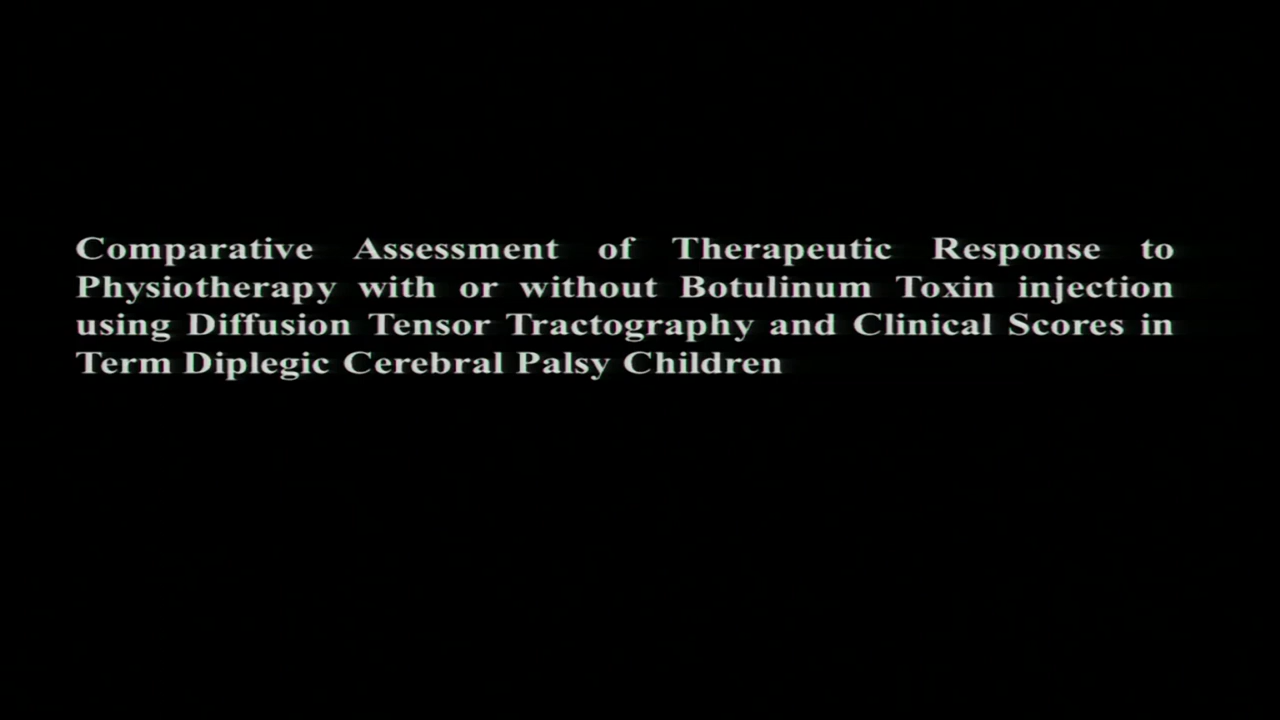 Comparative Assessment of Therapeutic Response to
Physiotherapy with or without Botulinum Toxin injection
using Diffusion Tensor Tractography and Clinical Scores in
Term Diplegic Cerebral Palsy Children